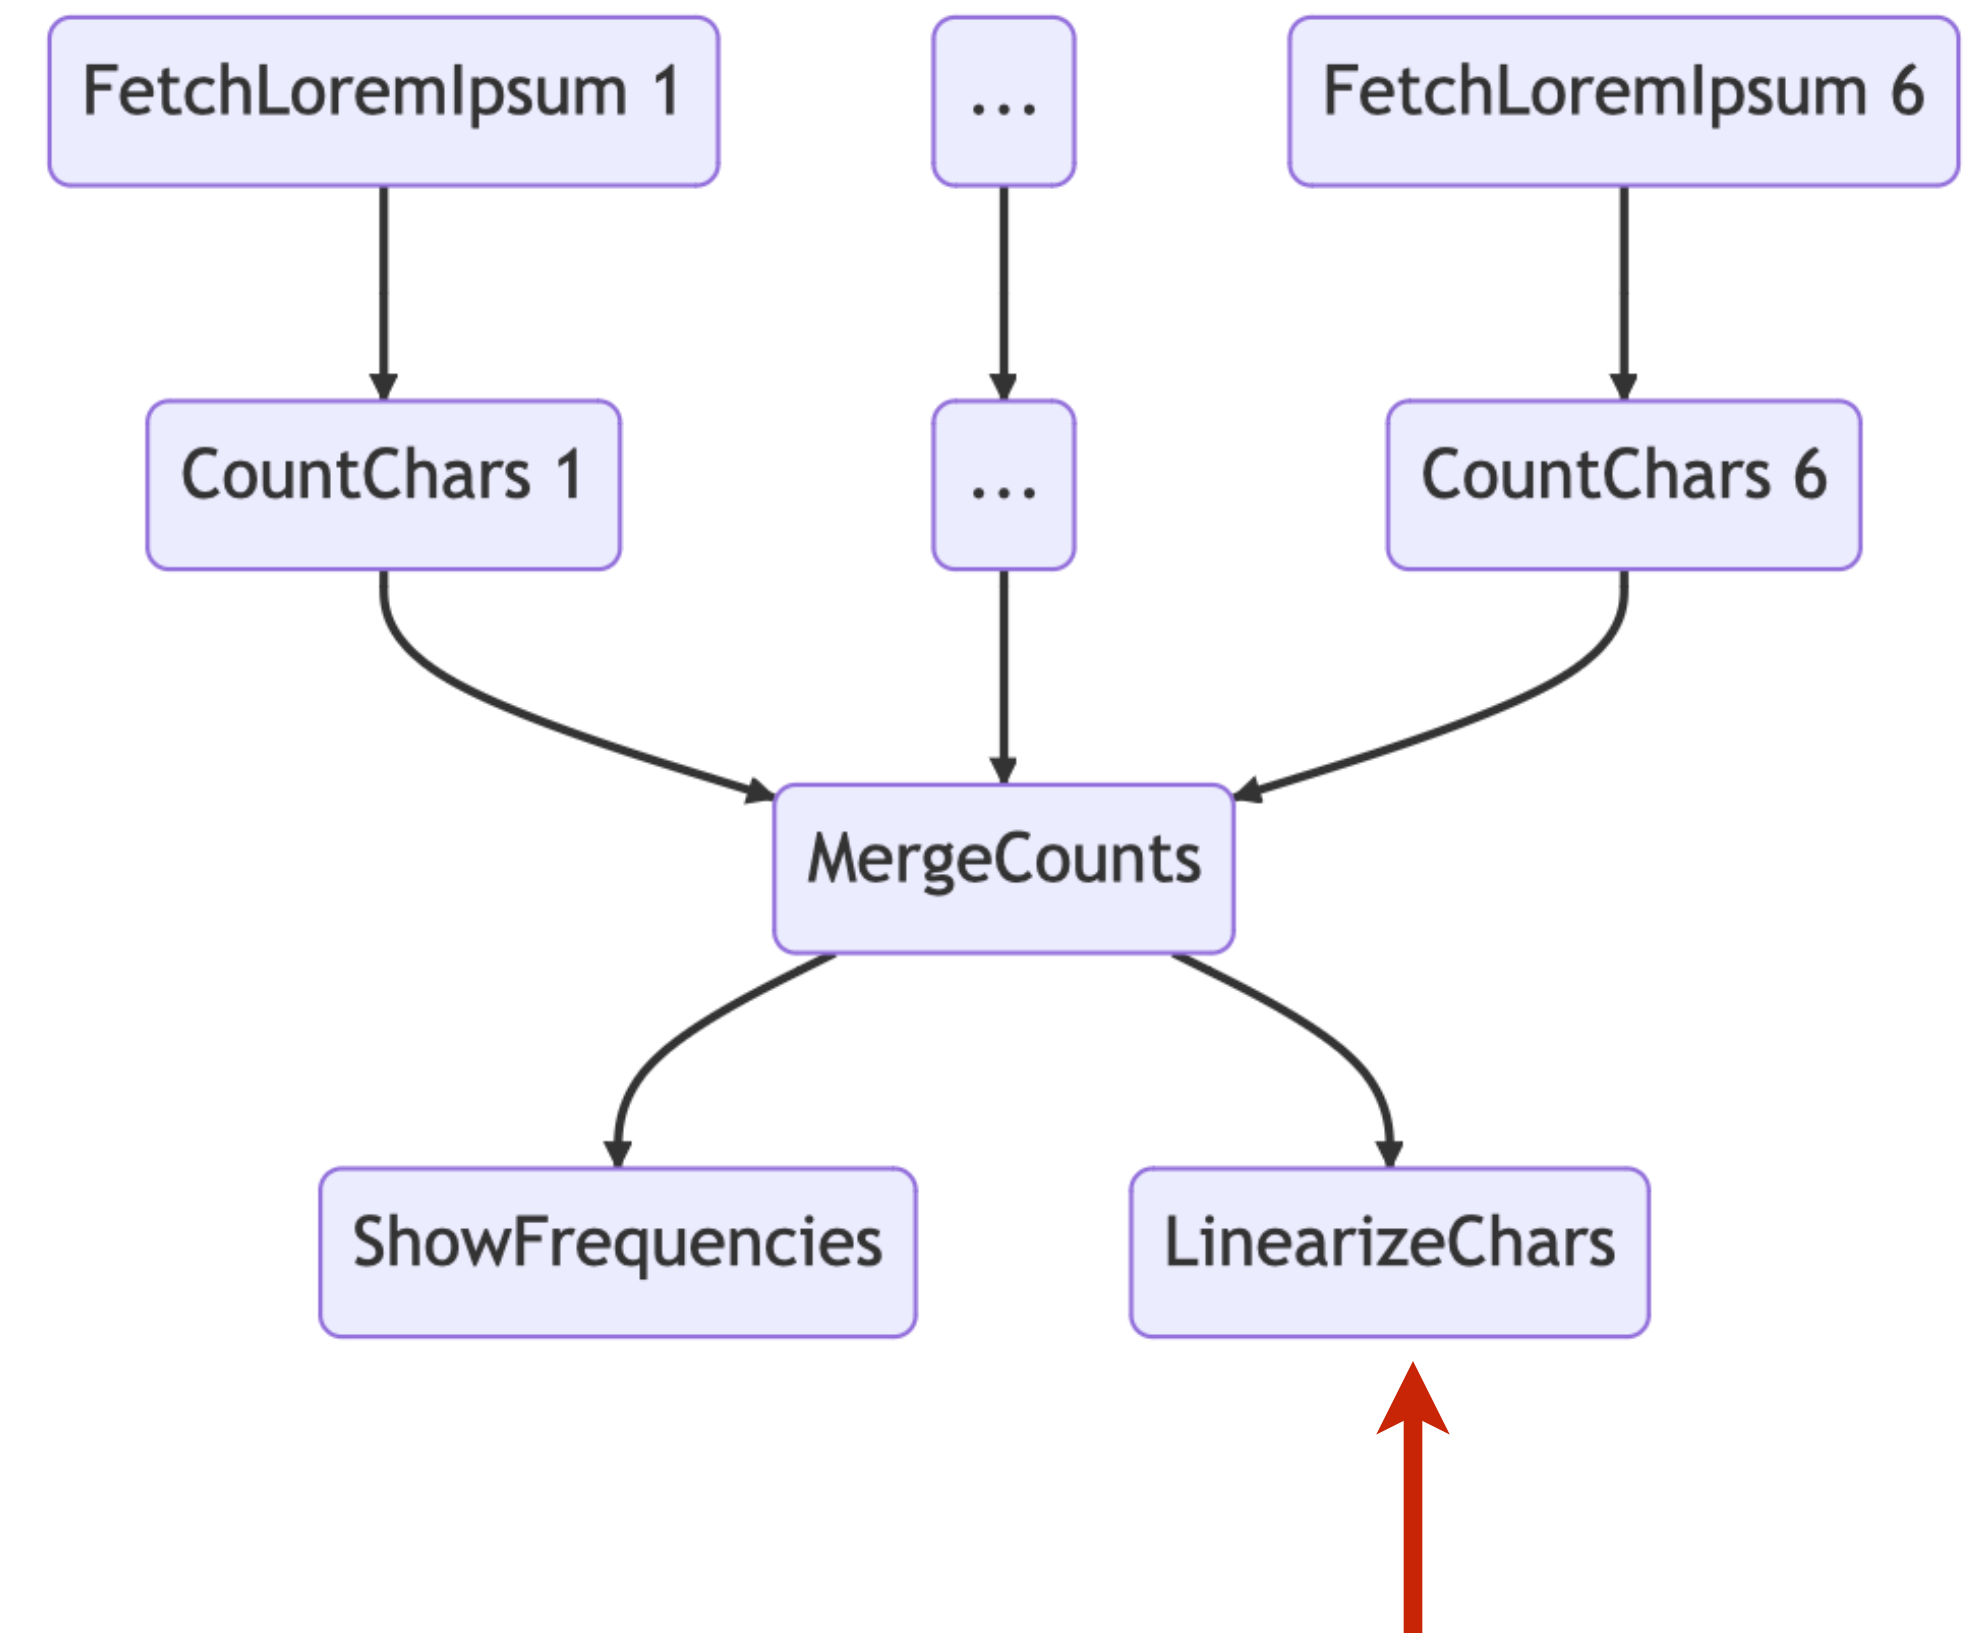 FetchLoremIpsum 1
...
FetchLoremIpsum 6
CountChars 1
...
CountChars 6
MergeCounts
ShowFrequencies
LinearizeChars